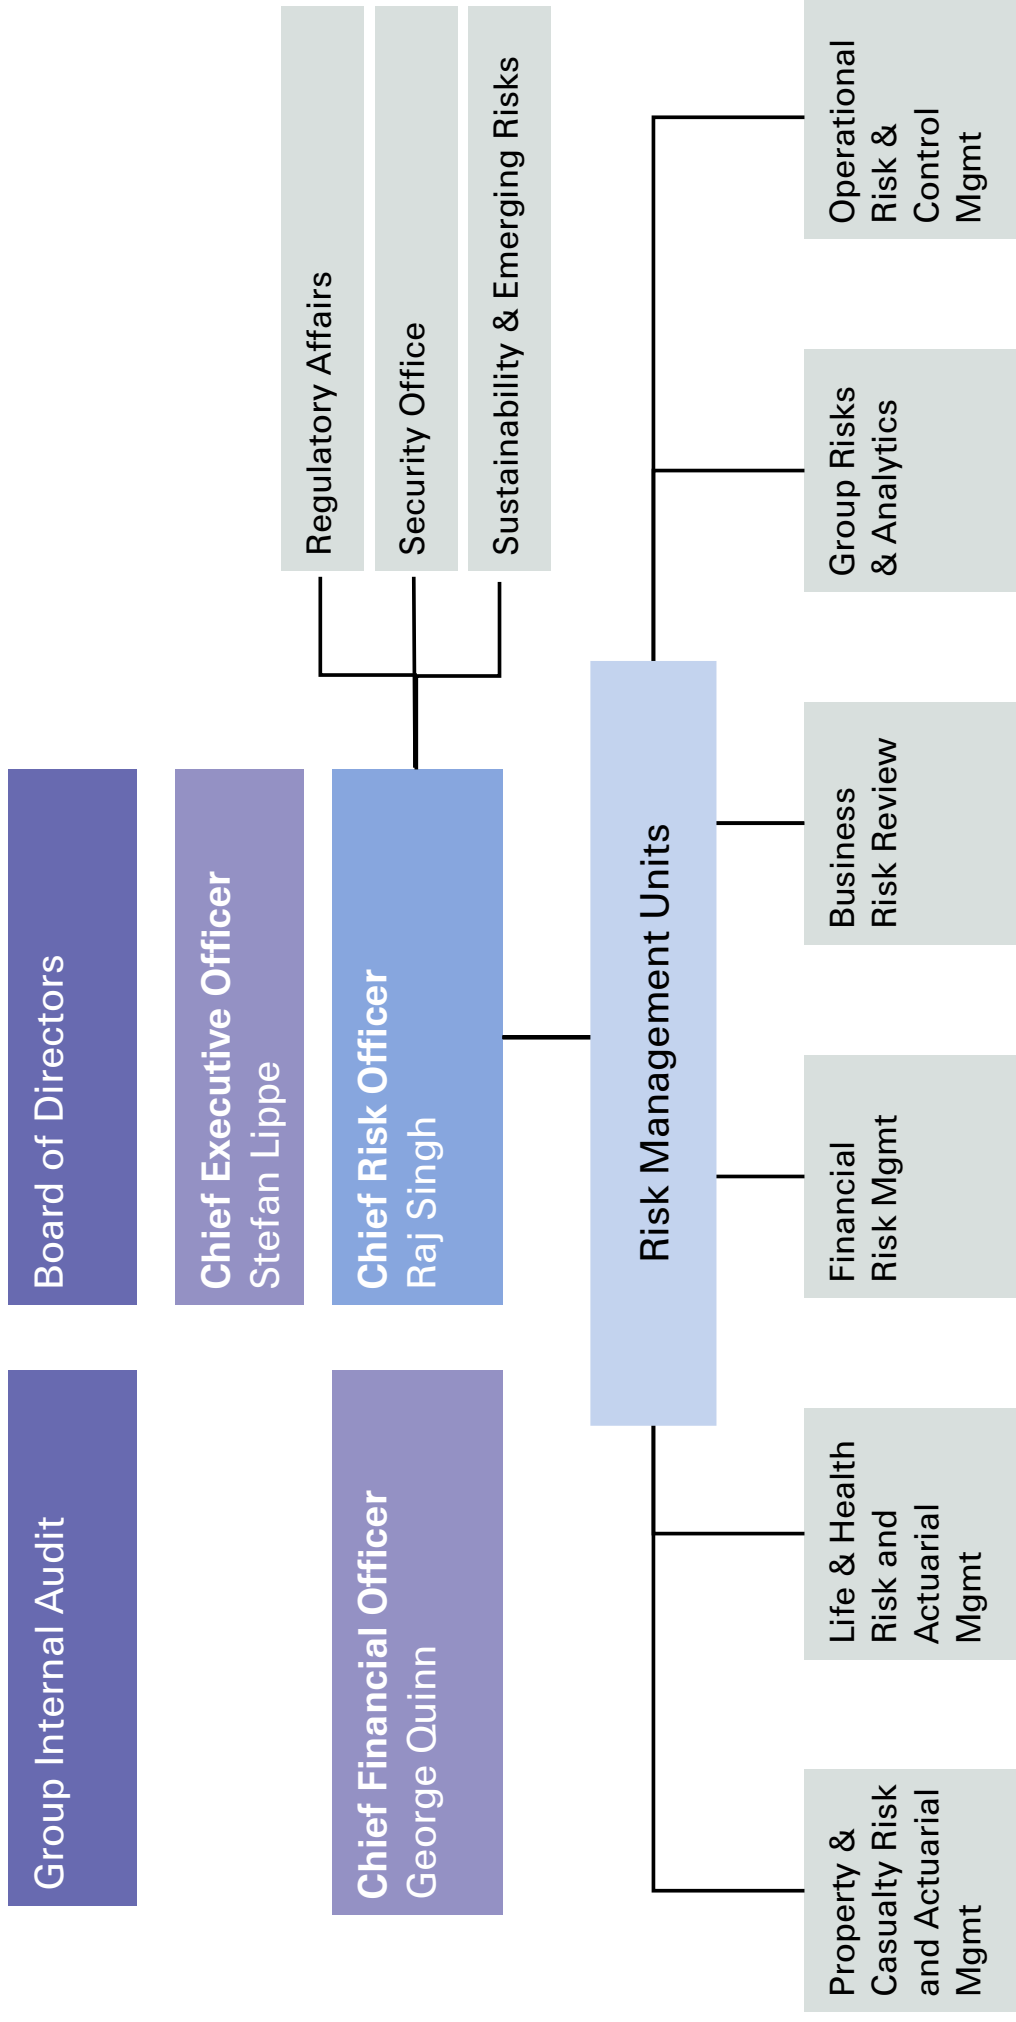 Group Internal Audit
Board of Directors
Chief Executive Officer
Stefan Lippe
Chief Financial Officer
George Quinn
Chief Risk Officer
Raj Singh
Regulatory Affairs
Security Office
Sustainability & Emerging Risks
Risk Management Units
Property &
Casualty Risk
and Actuarial
Mgmt
Life & Health
Risk and
Actuarial
Mgmt
Financial
Risk Mgmt
Business
Risk Review
Group Risks
& Analytics
Operational
Risk &
Control
Mgmt